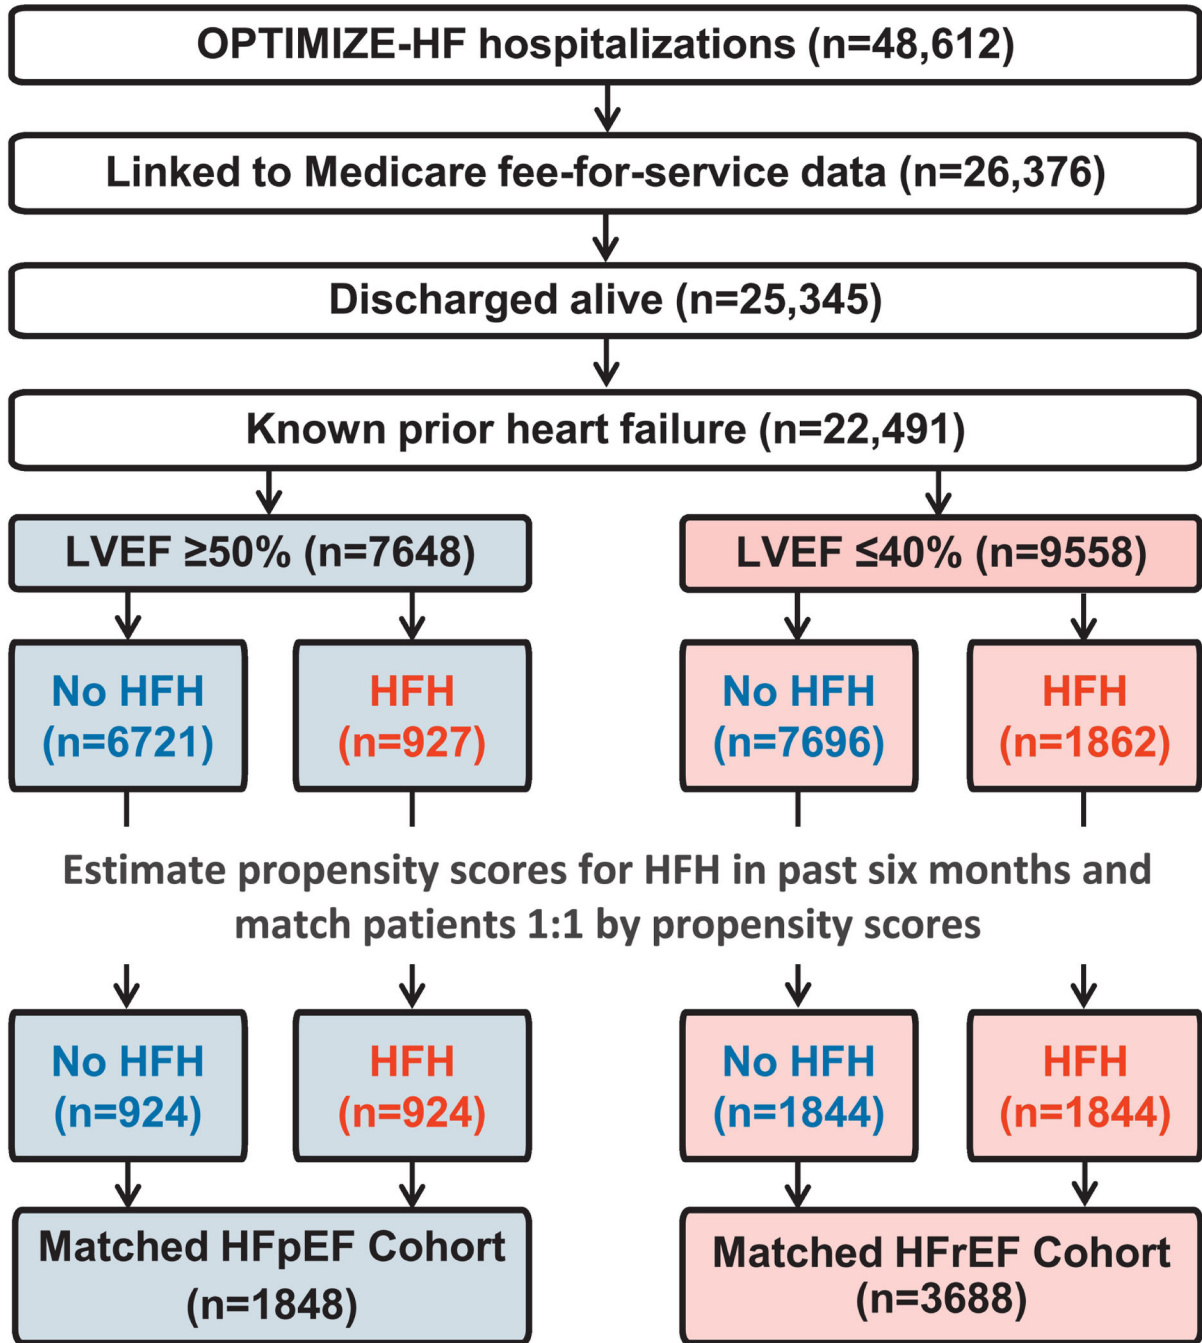 OPTIMIZE-HF hospitalizations (n=48,612)
Linked to Medicare fee-for-service data (n=26,376)
Discharged alive (n=25,345)
Known prior heart failure (n=22,491)
LVEF ≥50% (n=7648)
LVEF ≤40% (n=9558)
No HFH
(n=6721)
HFH
(n=927)
No HFH
(n=7696)
HFH
(n=1862)
Estimate propensity scores for HFH in past six months and
match patients 1:1 by propensity scores
No HFH
(n=924)
HFH
(n=924)
No HFH
(n=1844)
HFH
(n=1844)
Matched HFpEF Cohort
(n=1848)
Matched HFrEF Cohort
(n=3688)